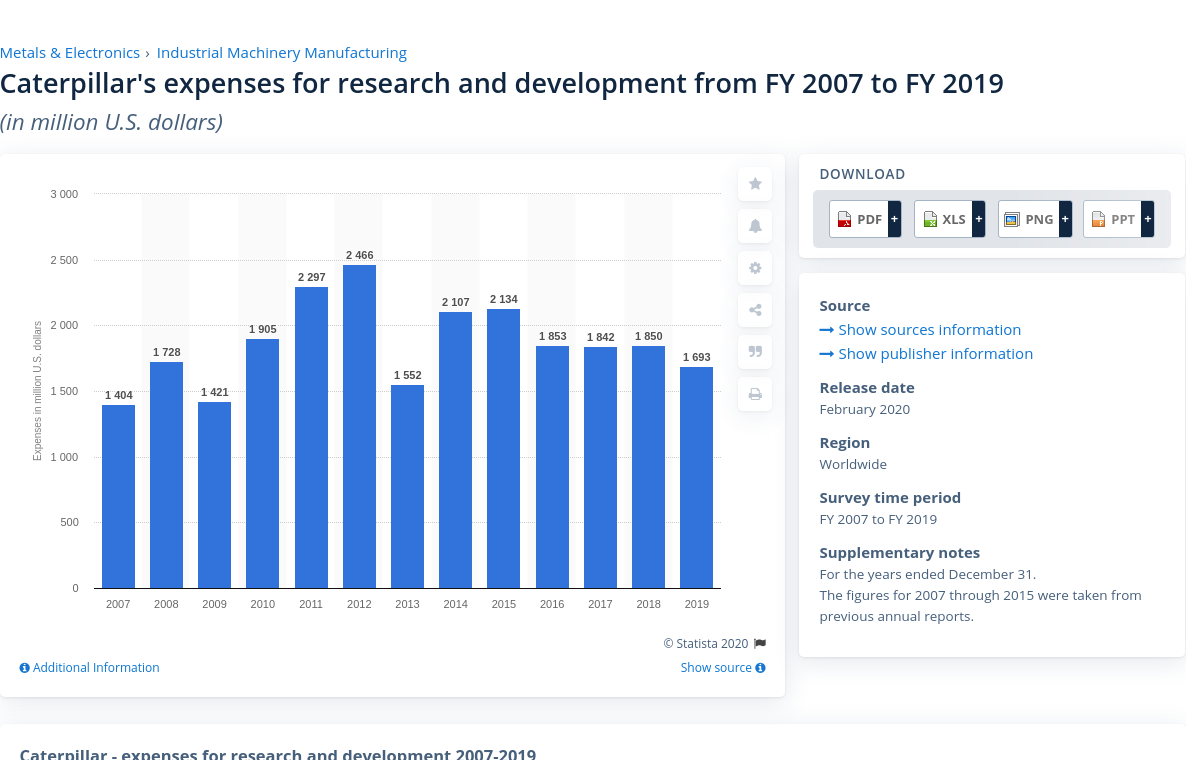 Metals & Electronics › Industrial Machinery Manufacturing
Caterpillar's expenses for research and development from FY 2007 to FY 2019
(in million U.S. dollars)
3 000
2 500
2 000
1 500
1 000
500
0
Expenses in million U.S. dollars
1 404
1 728
1 421
1 905
2 297
2 466
1 552
2 107
2 134
1 853
1 842
1 850
1 693
2007 2008 2009 2010 2011 2012 2013 2014 2015 2016 2017 2018 2019
© Statista 2020
Additional Information
Show source
DOWNLOAD
PDF + XLS + PNG + PPT +
Source
Show sources information
Show publisher information
Release date
February 2020
Region
Worldwide
Survey time period
FY 2007 to FY 2019
Supplementary notes
For the years ended December 31.
The figures for 2007 through 2015 were taken from
previous annual reports.
Caterpillar - expenses for research and development 2007-2019